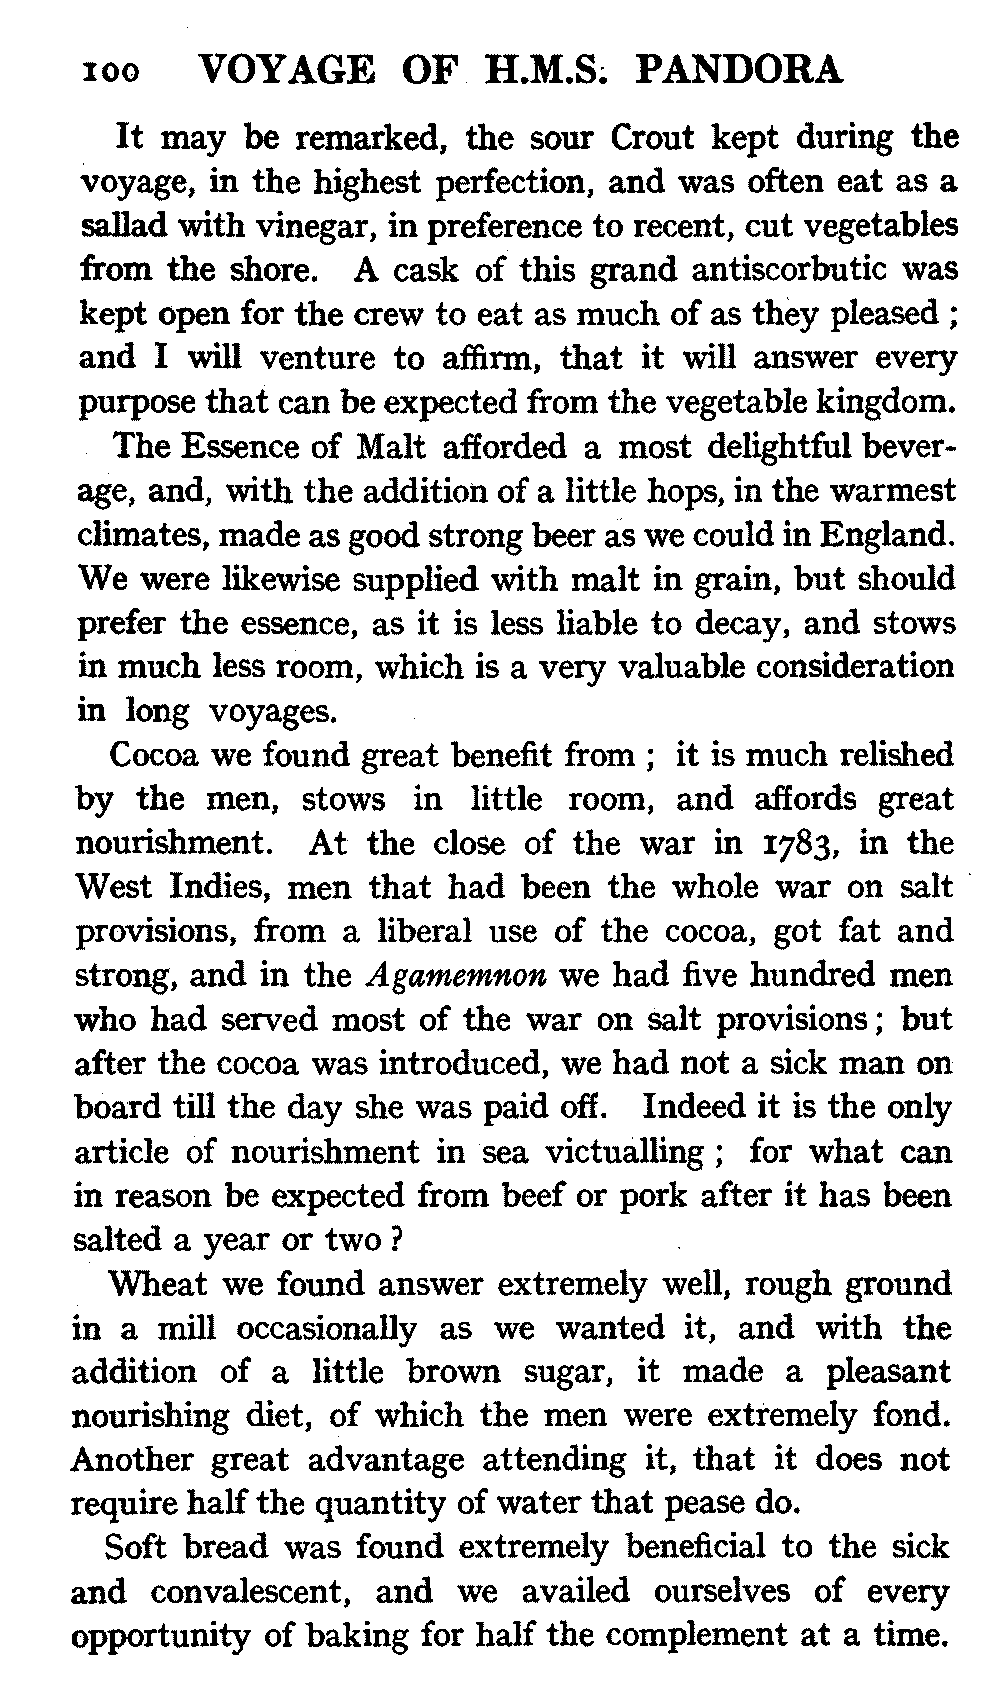 100 VOYAGE OF H.M.S. PANDORA
It may be remarked, the sour Crout kept during the
voyage, in the highest perfection, and was often eat as a
sallad with vinegar, in preference to recent, cut vegetables
from the shore. A cask of this grand antiscorbutic was
kept open for the crew to eat as much of as they pleased ;
and I will venture to affirm, that it will answer every
purpose that can be expected from the vegetable kingdom.
The Essence of Malt afforded a most delightful bever-
age, and, with the addition of a little hops, in the warmest
climates, made as good strong beer as we could in England.
We were likewise supplied with malt in grain, but should
prefer the essence, as it is less liable to decay, and stows
in much less room, which is a very valuable consideration
in long voyages.
Cocoa we found great benefit from ; it is much relished
by the men, stows in little room, and affords great
nourishment. At the close of the war in 1783, in the
West Indies, men that had been the whole war on salt
provisions, from a liberal use of the cocoa, got fat and
strong, and in the Agamemnon we had five hundred men
who had served most of the war on salt provisions ; but
after the cocoa was introduced, we had not a sick man on
board till the day she was paid off. Indeed it is the only
article of nourishment in sea victualling ; for what can
in reason be expected from beef or pork after it has been
salted a year or two ?
Wheat we found answer extremely well, rough ground
in a mill occasionally as we wanted it, and with the
addition of a little brown sugar, it made a pleasant
nourishing diet, of which the men were extremely fond.
Another great advantage attending it, that it does not
require half the quantity of water that pease do.
Soft bread was found extremely beneficial to the sick
and convalescent, and we availed ourselves of every
opportunity of baking for half the complement at a time.